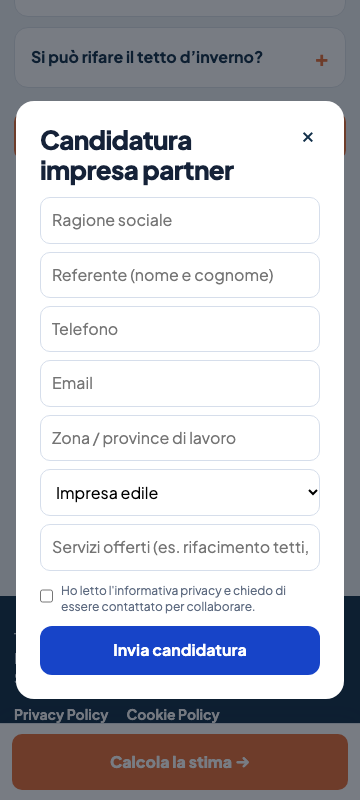 Si può rifare il tetto d’inverno?
+
Candidatura
impresa partner
×
Ragione sociale
Referente (nome e cognome)
Telefono
Email
Zona / province di lavoro
Impresa edile
Servizi offerti (es. rifacimento tetti,
Ho letto l'informativa privacy e chiedo di
essere contattato per collaborare.
Invia candidatura
Privacy Policy Cookie Policy
Calcola la stima →